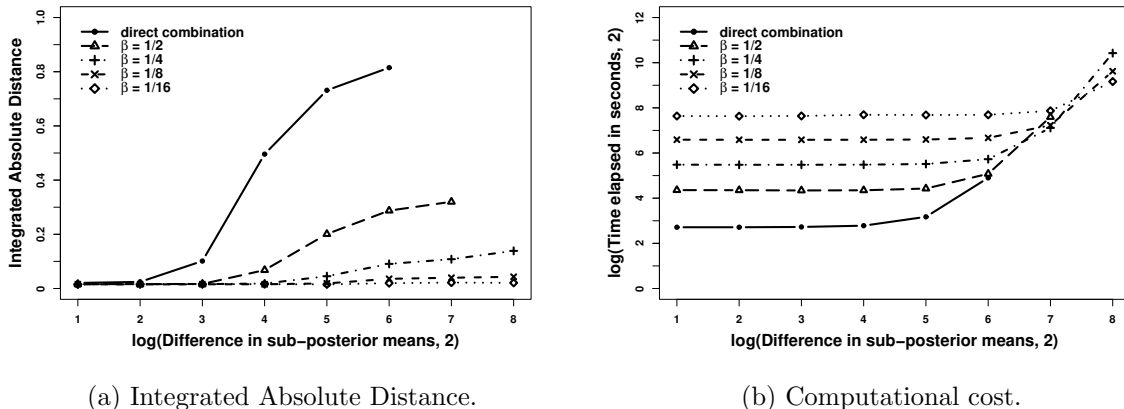 Integrated Absolute Distance
0
0.2
0.4
0.6
0.8
1.0
direct combination
β = 1/2
β = 1/4
β = 1/8
β = 1/16
1 2 3 4 5 6 7 8
log(Difference in sub−posterior means, 2)
(a) Integrated Absolute Distance.
log(Time elapsed in seconds, 2)
0
2
4
6
8
10
12
direct combination
β = 1/2
β = 1/4
β = 1/8
β = 1/16
1 2 3 4 5 6 7 8
log(Difference in sub−posterior means, 2)
(b) Computational cost.